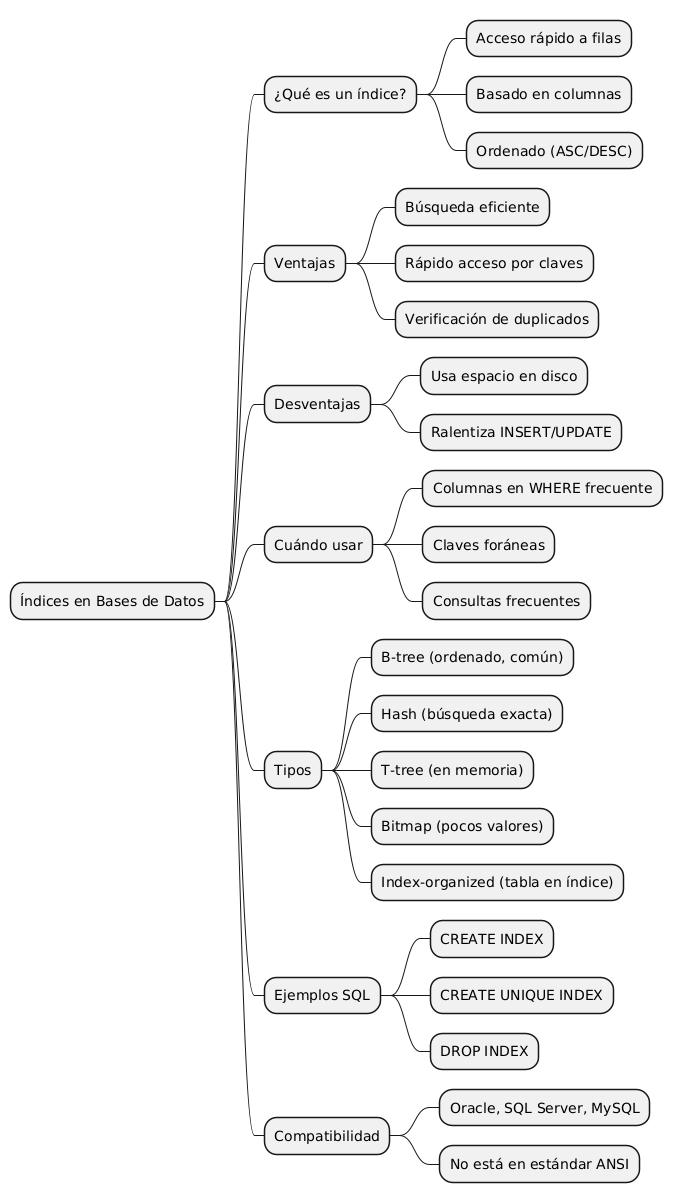 Índices en Bases de Datos
¿Qué es un índice?
Acceso rápido a filas
Basado en columnas
Ordenado (ASC/DESC)
Ventajas
Búsqueda eficiente
Rápido acceso por claves
Verificación de duplicados
Desventajas
Usa espacio en disco
Ralentiza INSERT/UPDATE
Cuándo usar
Columnas en WHERE frecuente
Claves foráneas
Consultas frecuentes
Tipos
B-tree (ordenado, común)
Hash (búsqueda exacta)
T-tree (en memoria)
Bitmap (pocos valores)
Index-organized (tabla en índice)
Ejemplos SQL
CREATE INDEX
CREATE UNIQUE INDEX
DROP INDEX
Compatibilidad
Oracle, SQL Server, MySQL
No está en estándar ANSI